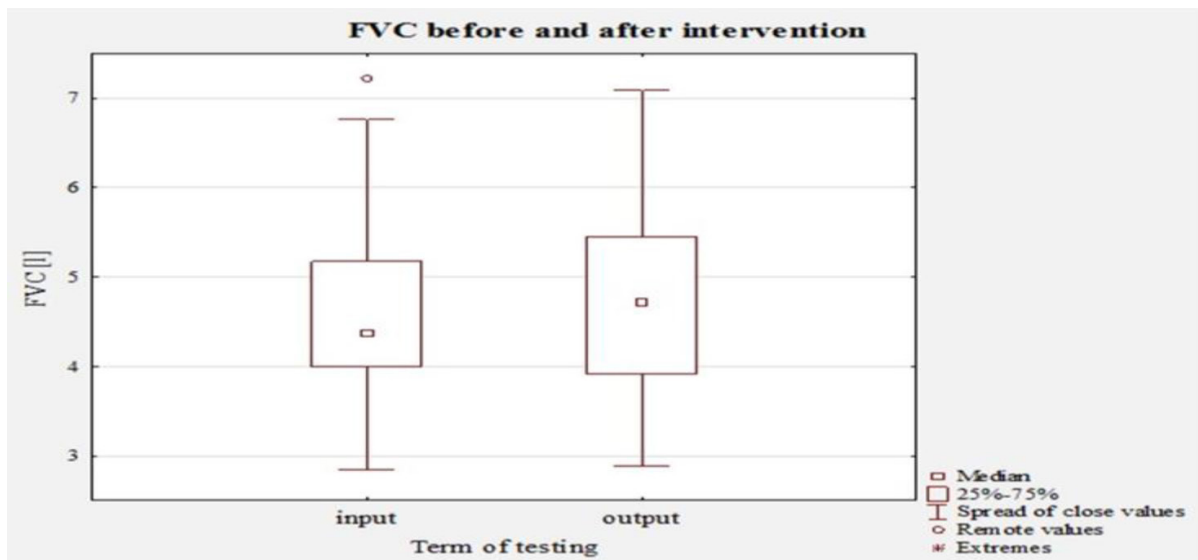 FVC before and after intervention
7
6
5
4
3
FVC[l]
input output
Term of testing
Median
25%-75%
Spread of close values
Remote values
Extremes